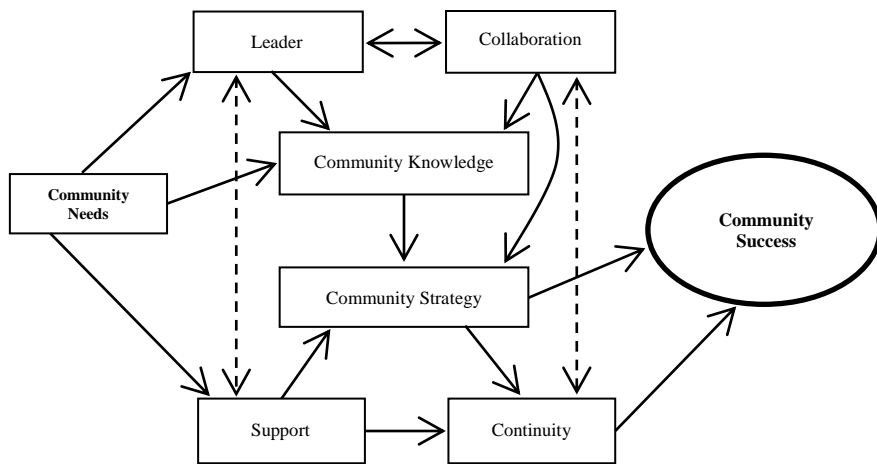 Leader
Collaboration
Community Knowledge
Community
Needs
Community
Success
Community Strategy
Support
Continuity